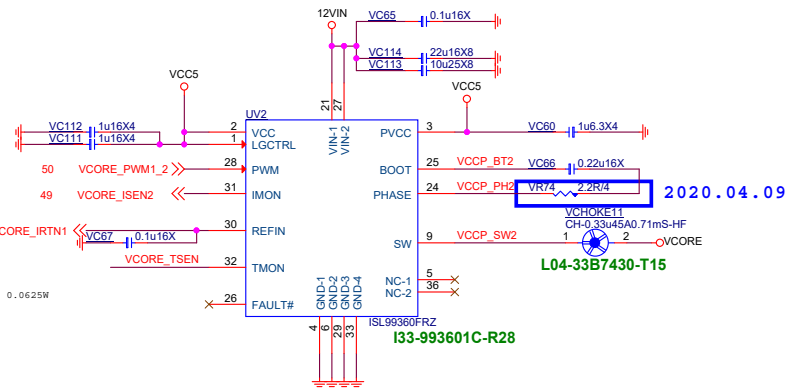 12VIN
VC65 0.1u16X
VC114 22u16X8
VC113 10u25X8
VCC5
VCC5
21
27
UV2
VIN-1
VIN-2
VC112 1u16X4
VC111 1u16X4
2 VCC
1 LGCTRL
PVCC 3
VC60 1u6.3X4
50 VCORE_PWM1_2 28 PWM
BOOT 25 VCCP_BT2 VC66 0.22u16X
49 VCORE_ISEN2 31 IMON
PHASE 24 VCCP_PH2 VR74 2.2R/4 2020.04.09
CORE_IRTN1 30 REFIN
VC67 0.1u16X
SW 9 VCCP_SW2
VCHOKE11
CH-0.33u45A0.71mS-HF
1 2 VCORE
L04-33B7430-T15
VCORE_TSEN 32 TMON
NC-1 5
NC-2 36
0.0625W
26 FAULT#
GND-1
GND-2
GND-3
GND-4
4
6
29
33
ISL99360FRZ
I33-993601C-R28